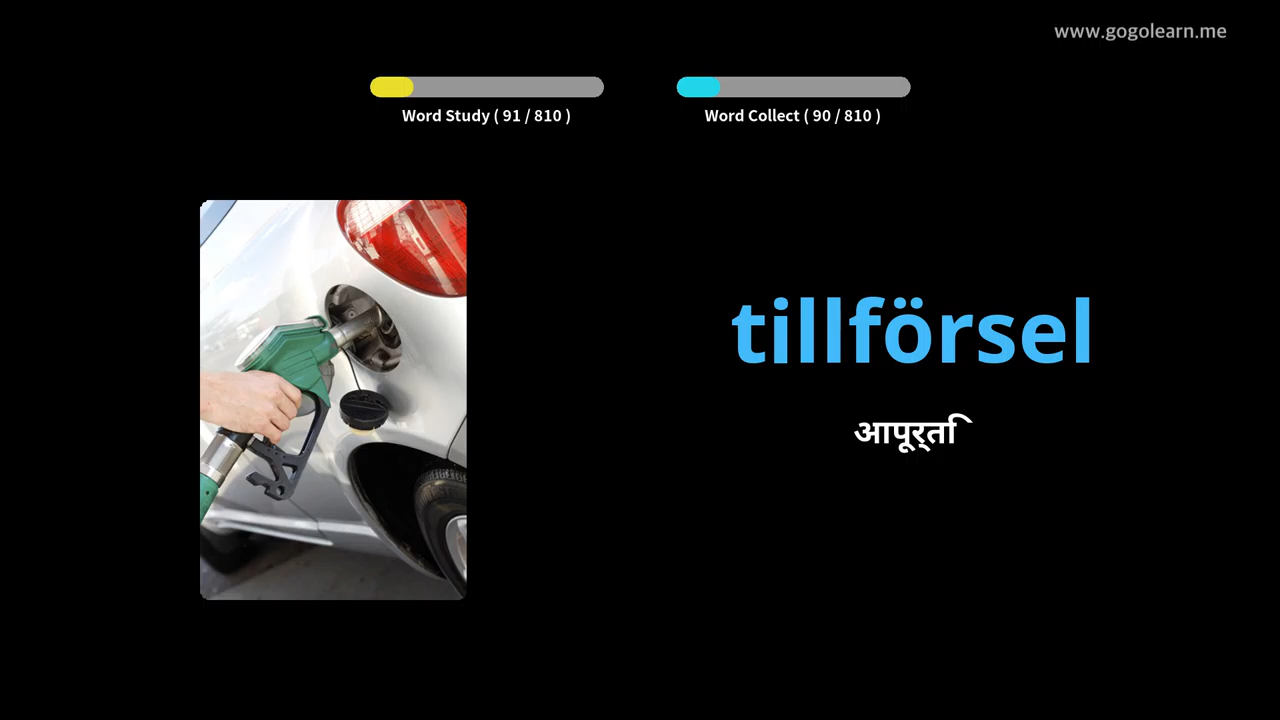 www.gogolearn.me
Word Study ( 91 / 810 )
Word Collect ( 90 / 810 )
tillförsel
आपूर्ति